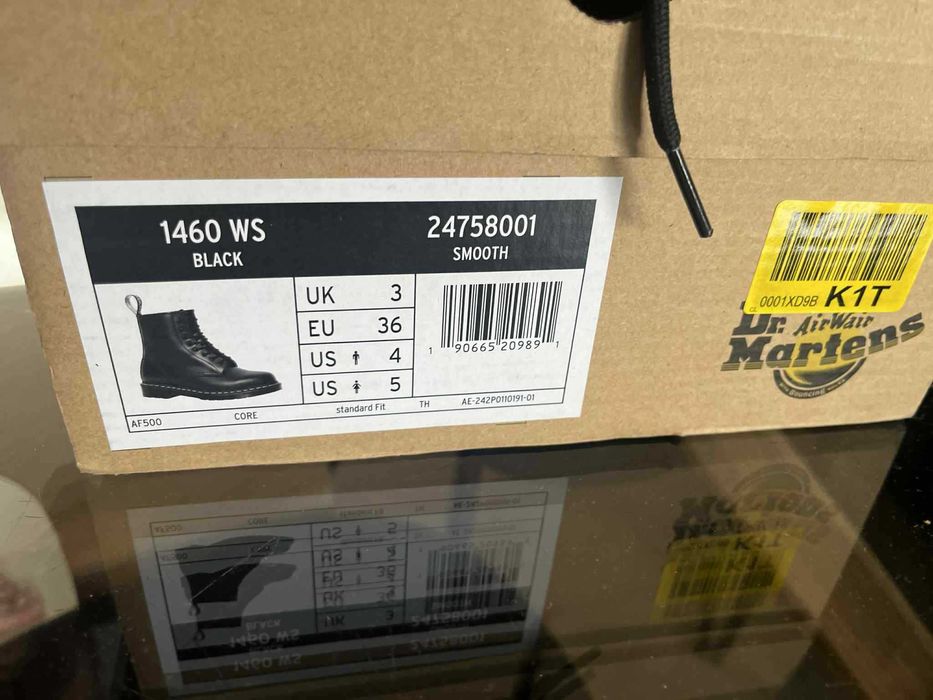 1460 WS
BLACK
24758001
SMOOTH
UK 3
EU 36
US 4
US 5
1 90665 20989 1
AF500
CORE
standard Fit
TH
AE-242P0110191-01
CL 0001XD9B K1T
Dr. AirWair
Martens